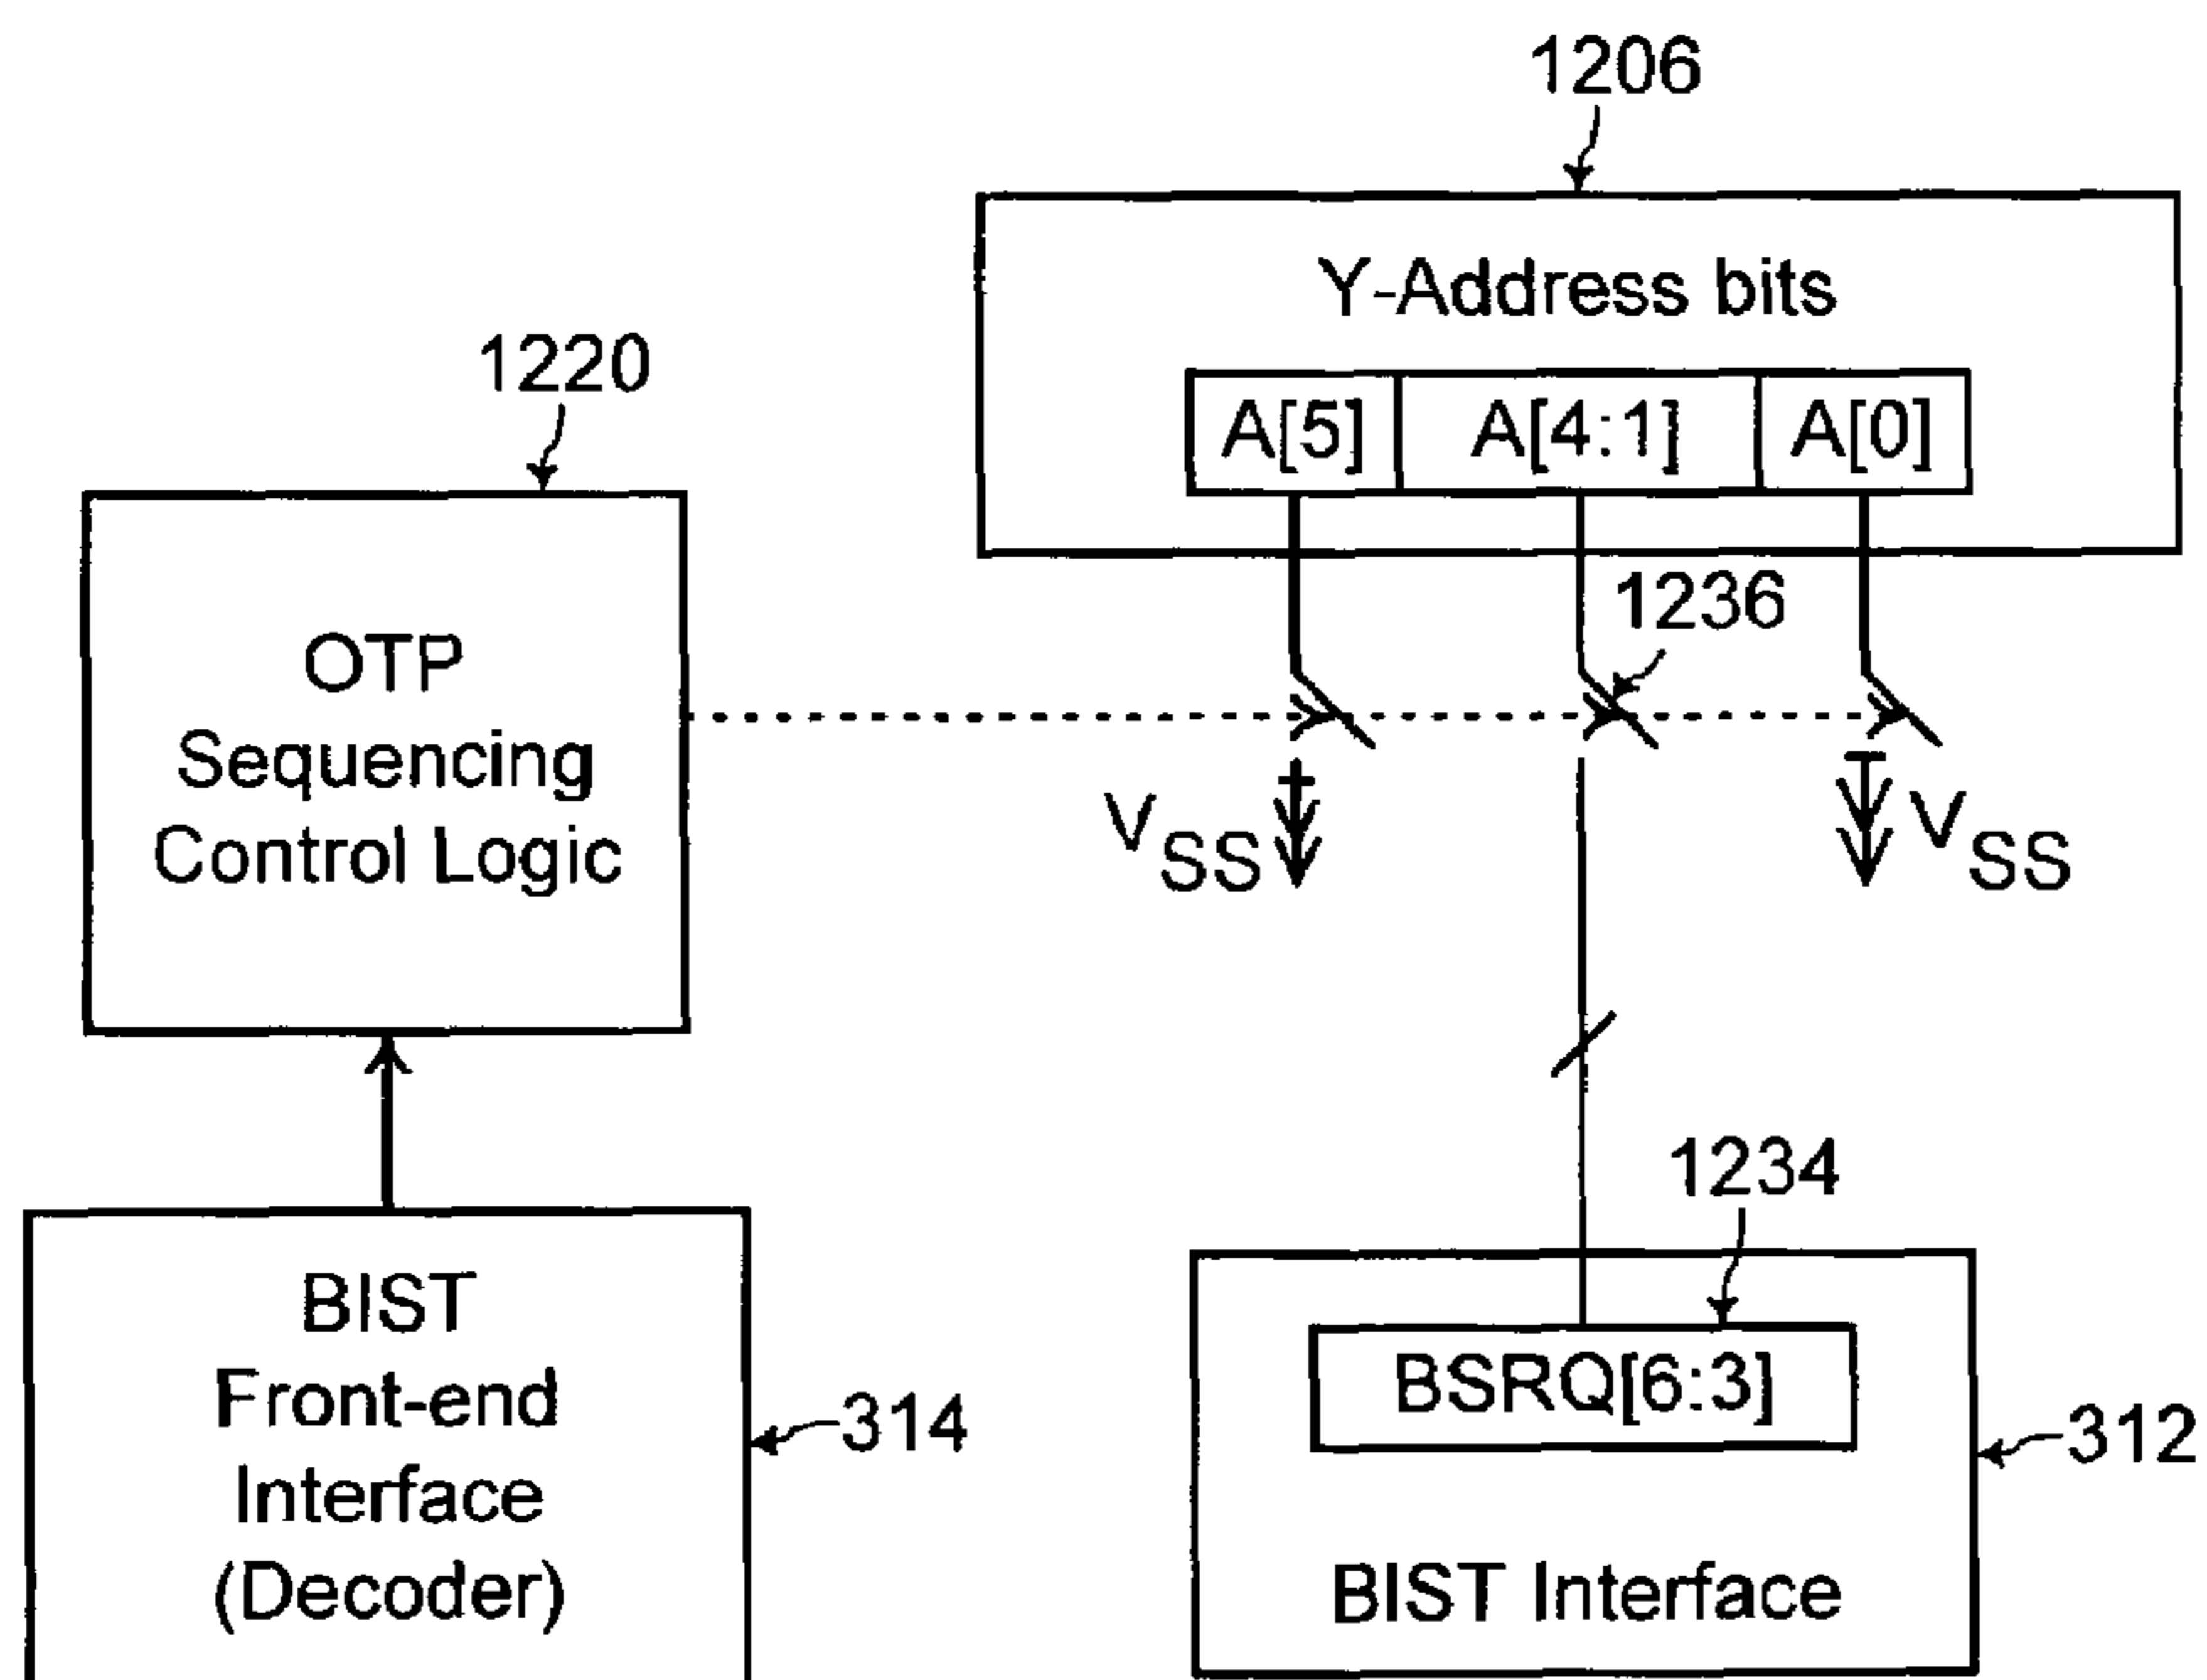 1206
Y-Address bits
A[5] A[4:1] A[0]
1220
1236
OTP
Sequencing
Control Logic
VSS
VSS
1234
BIST
Front-end
Interface
(Decoder)
314
BSRQ[6:3]
312
BIST Interface